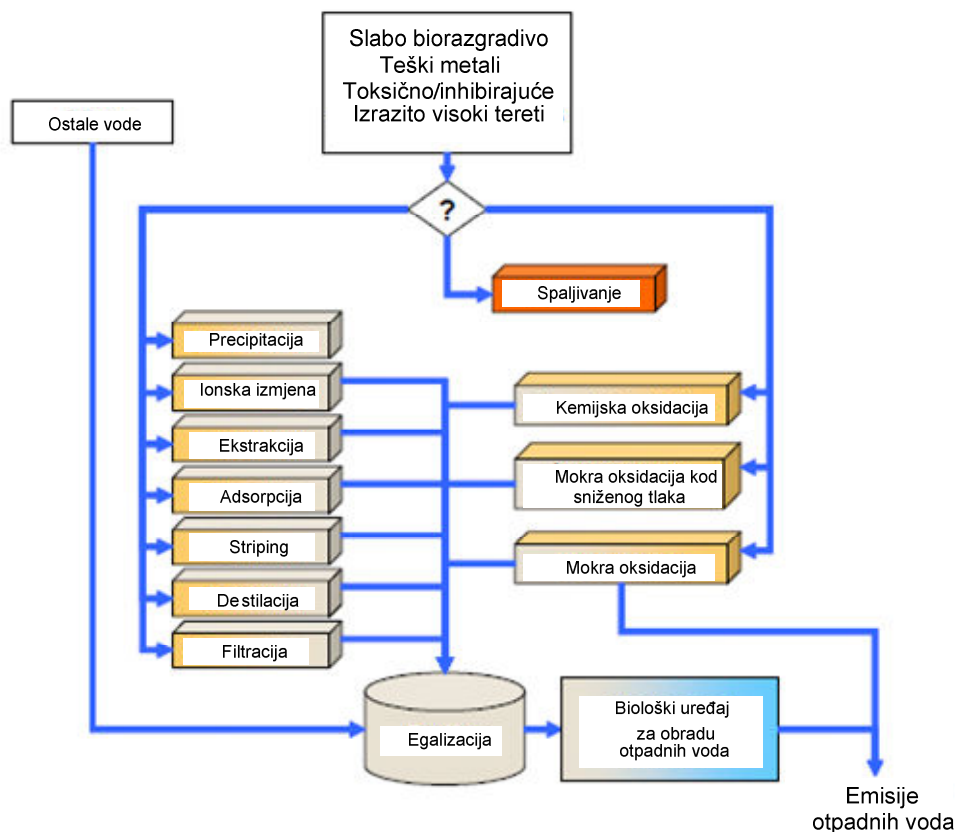 Slabo biorazgradivo
Teški metali
Toksično/inhibirajuće
Izrazito visoki tereti
Ostale vode
?
Spaljivanje
Precipitacija
Ionska izmjena
Ekstrakcija
Adsorpcija
Striping
Destilacija
Filtracija
Kemijska oksidacija
Mokra oksidacija kod
sniženog tlaka
Mokra oksidacija
Egalizacija
Biološki uređaj
za obradu
otpadnih voda
Emisije
otpadnih voda